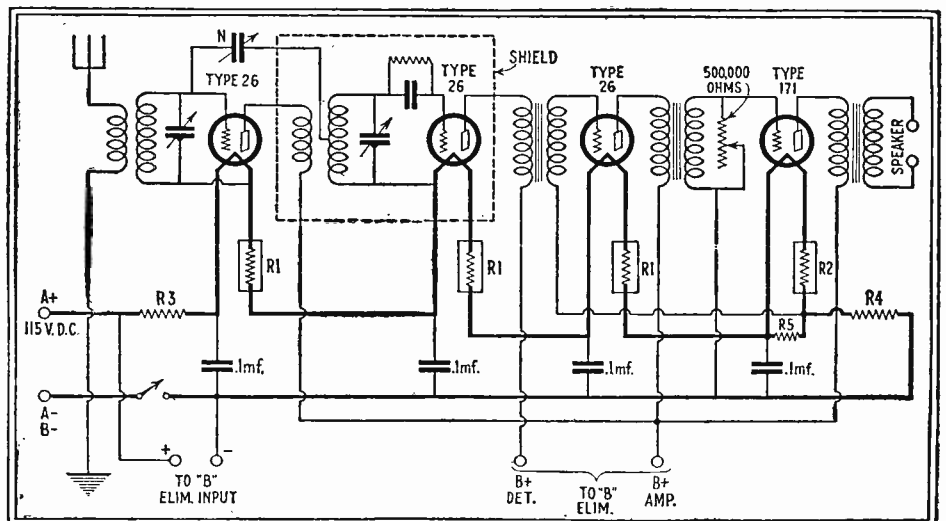 N
TYPE 26
SHIELD
TYPE
26
TYPE
26
500,000
OHMS
TYPE
171
SPEAKER
R1
R1
R1
R2
A+
115 V. D.C.
R3
R4
R5
.1mf.
.1mf.
.1mf.
.1mf.
A-
B-
+
-
TO "B"
ELIM. INPUT
B+
DET.
TO "B"
ELIM.
B+
AMP.